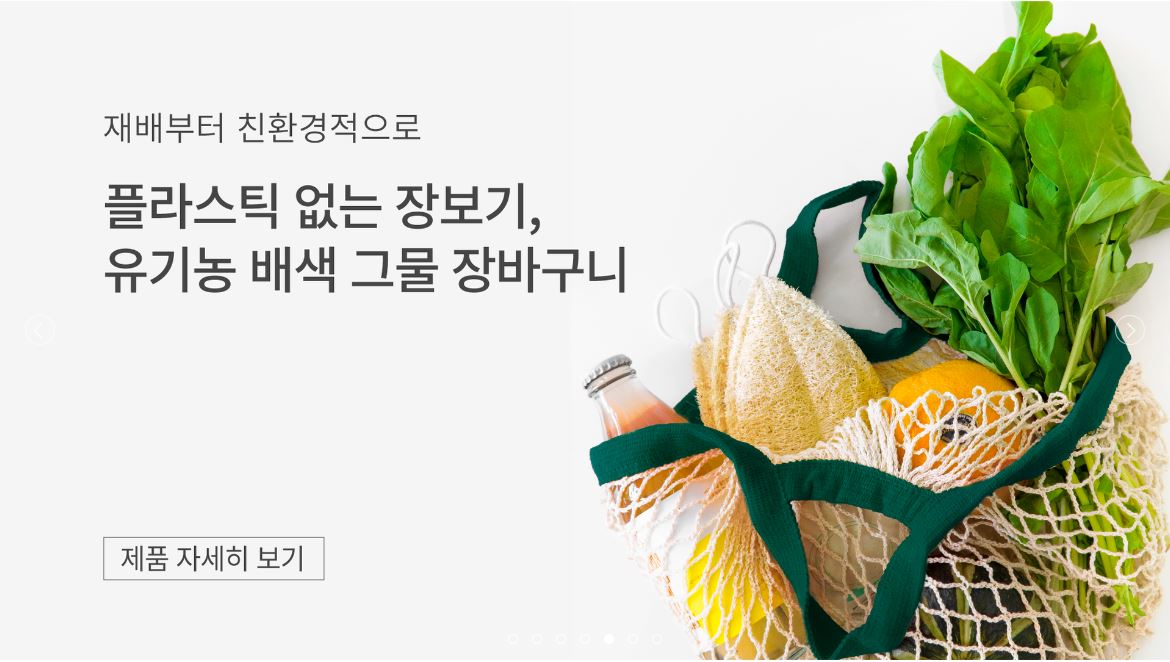 재배부터 친환경적으로
플라스틱 없는 장보기,
유기농 배색 그물 장바구니
제품 자세히 보기